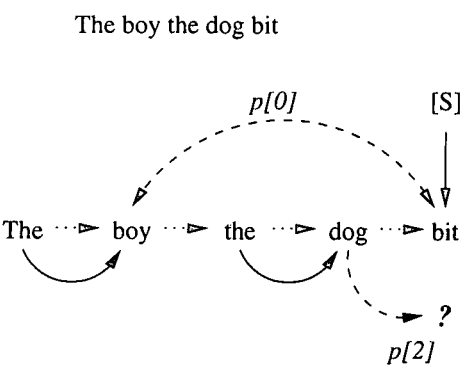 The boy the dog bit
p[0]
[S]
The boy the dog bit
?
p[2]